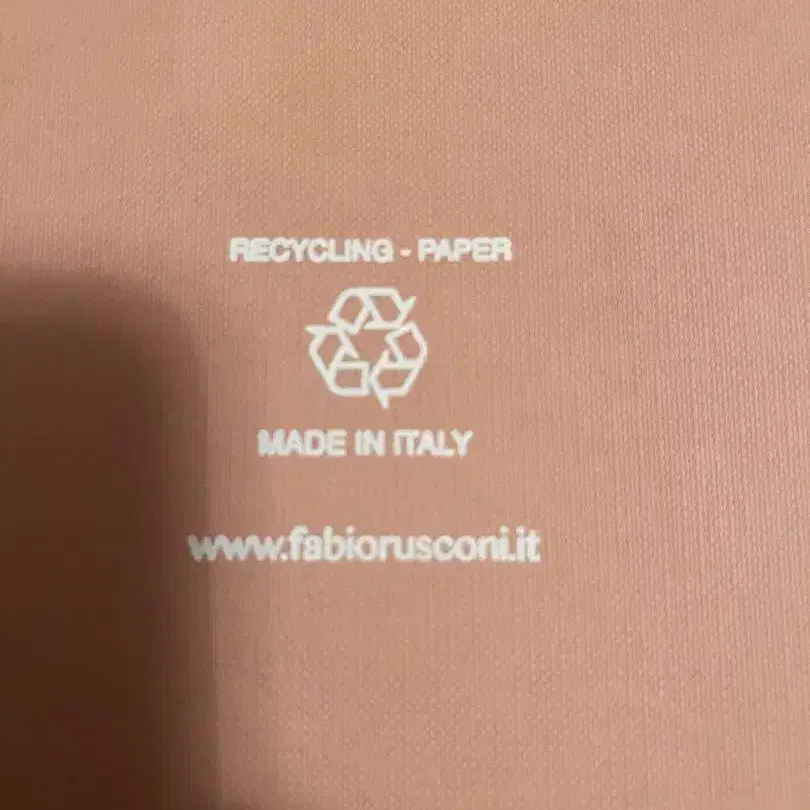 RECYCLING - PAPER
MADE IN ITALY
www.fabiorusconi.it